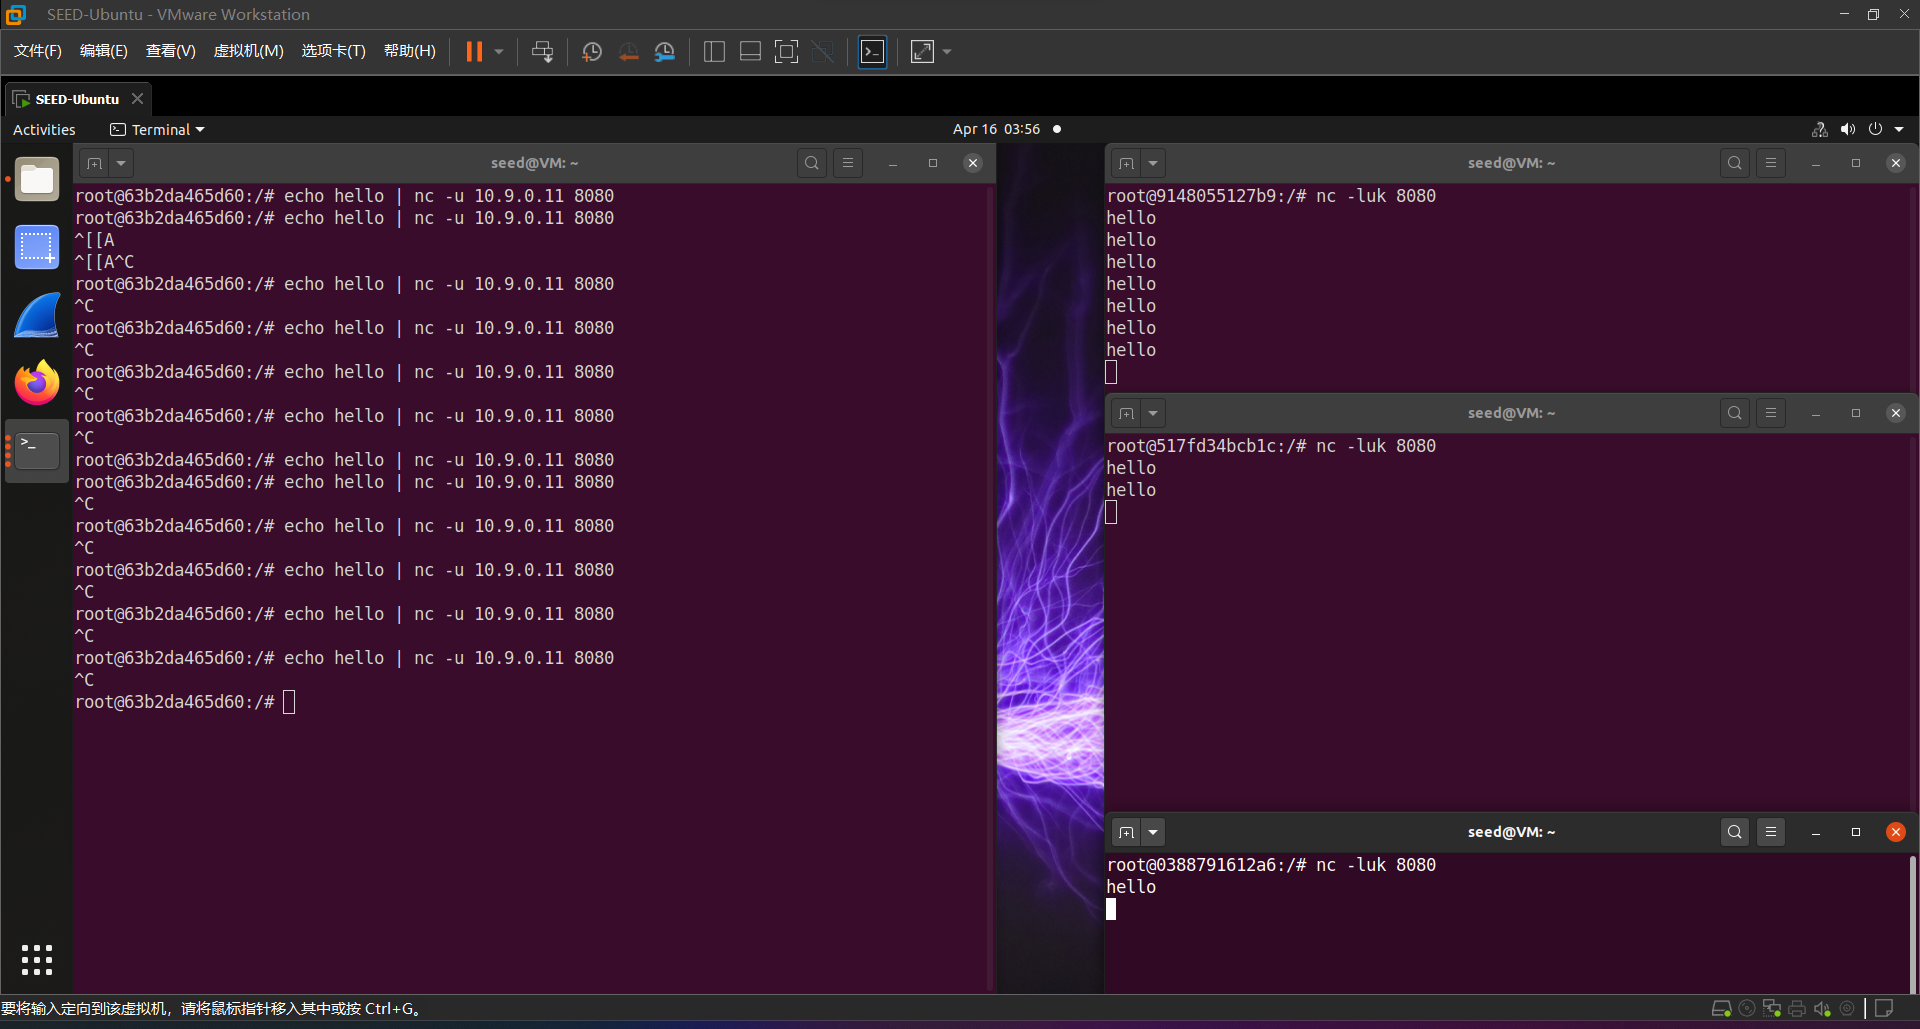 SEED-Ubuntu - VMware Workstation
文件(F) 编辑(E) 查看(V) 虚拟机(M) 选项卡(T) 帮助(H)
SEED-Ubuntu
Activities Terminal Apr 16 03:56
seed@VM: ~
root@63b2da465d60:/# echo hello | nc -u 10.9.0.11 8080
root@63b2da465d60:/# echo hello | nc -u 10.9.0.11 8080
^[[A
^[[A^C
root@63b2da465d60:/# echo hello | nc -u 10.9.0.11 8080
^C
root@63b2da465d60:/# echo hello | nc -u 10.9.0.11 8080
^C
root@63b2da465d60:/# echo hello | nc -u 10.9.0.11 8080
^C
root@63b2da465d60:/# echo hello | nc -u 10.9.0.11 8080
^C
root@63b2da465d60:/# echo hello | nc -u 10.9.0.11 8080
root@63b2da465d60:/# echo hello | nc -u 10.9.0.11 8080
^C
root@63b2da465d60:/# echo hello | nc -u 10.9.0.11 8080
^C
root@63b2da465d60:/# echo hello | nc -u 10.9.0.11 8080
^C
root@63b2da465d60:/# echo hello | nc -u 10.9.0.11 8080
^C
root@63b2da465d60:/# echo hello | nc -u 10.9.0.11 8080
^C
root@63b2da465d60:/#
seed@VM: ~
root@9148055127b9:/# nc -luk 8080
hello
hello
hello
hello
hello
hello
hello
seed@VM: ~
root@517fd34bcb1c:/# nc -luk 8080
hello
hello
seed@VM: ~
root@0388791612a6:/# nc -luk 8080
hello
要将输入定向到该虚拟机，请将鼠标指针移入其中或按 Ctrl+G。